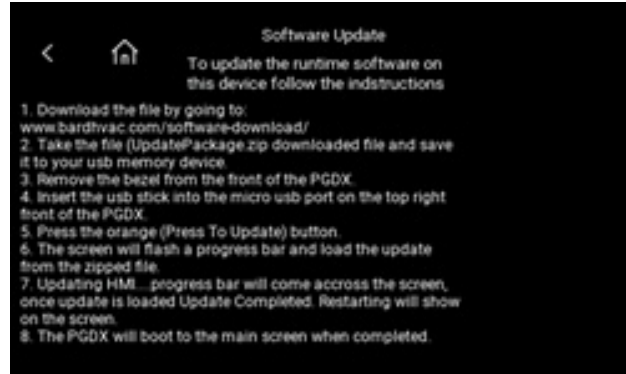 Software Update
To update the runtime software on
this device follow the indstructions
1. Download the file by going to:
www.bardhvac.com/software-download/
2. Take the file (UpdatePackage.zip downloaded file and save
it to your usb memory device.
3. Remove the bezel from the front of the PGDX.
4. Insert the usb stick into the micro usb port on the top right
front of the PGDX.
5. Press the orange (Press To Update) button.
6. The screen will flash a progress bar and load the update
from the zipped file.
7. Updating HMI....progress bar will come accross the screen,
once update is loaded Update Completed. Restarting will show
on the screen.
8. The PGDX will boot to the main screen when completed.